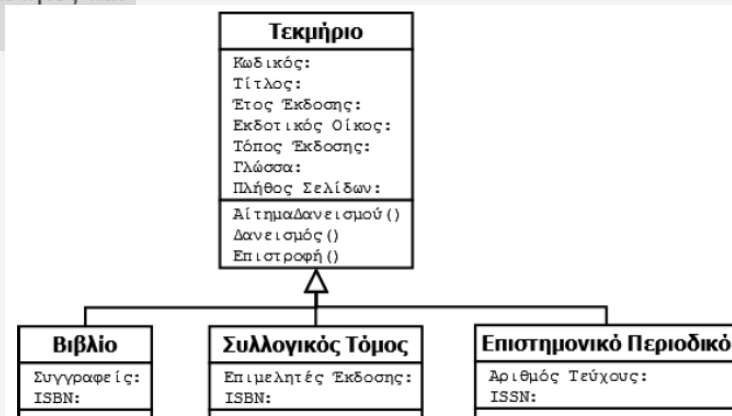 Τεκμήριο
Κωδικός:
Τίτλος:
Έτος Έκδοσης:
Εκδοτικός Οίκος:
Τόπος Έκδοσης:
Γλώσσα:
Πλήθος Σελίδων:
ΑίτημαΔανεισμού()
Δανεισμός()
Επιστροφή()
Βιβλίο
Συγγραφείς:
ISBN:
Συλλογικός Τόμος
Επιμελητές Έκδοσης:
ISBN:
Επιστημονικό Περιοδικό
Αριθμός Τεύχους:
ISSN: